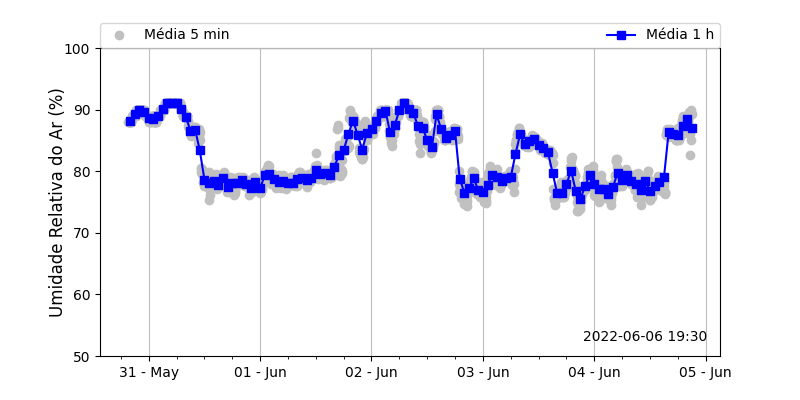 Média 5 min
Média 1 h
Umidade Relativa do Ar (%)
100
90
80
70
60
50
2022-06-06 19:30
31 - May
01 - Jun
02 - Jun
03 - Jun
04 - Jun
05 - Jun